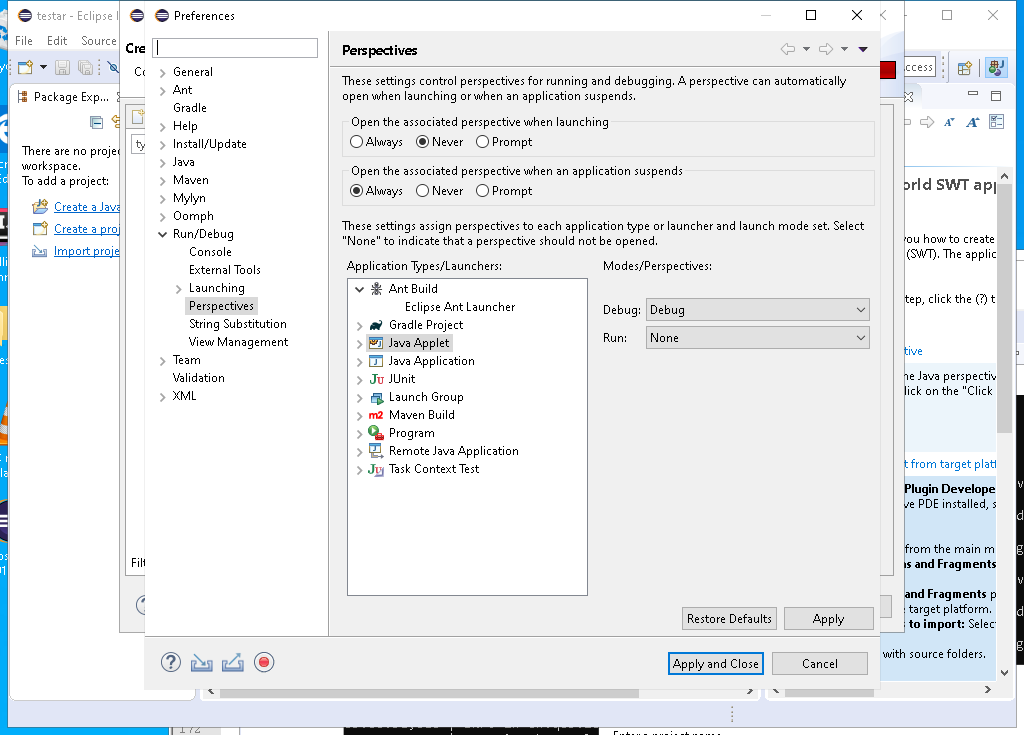 testar - Eclipse I
Preferences
File Edit Source
Cre
Perspectives
Package Exp...
There are no proje
workspace.
To add a project:
Create a Java
Create a proj
Import proje
General
Ant
Gradle
Help
Install/Update
Java
Maven
Mylyn
Oomph
Run/Debug
Console
External Tools
Launching
Perspectives
String Substitution
View Management
Team
Validation
XML
These settings control perspectives for running and debugging. A perspective can automatically
open when launching or when an application suspends.
Open the associated perspective when launching
Always Never Prompt
Open the associated perspective when an application suspends
Always Never Prompt
These settings assign perspectives to each application type or launcher and launch mode set. Select
"None" to indicate that a perspective should not be opened.
Application Types/Launchers:
Modes/Perspectives:
Ant Build
Eclipse Ant Launcher
Gradle Project
Java Applet
Java Application
JUnit
Launch Group
Maven Build
Program
Remote Java Application
Task Context Test
Debug: Debug
Run: None
Restore Defaults
Apply
Apply and Close
Cancel
ty
Filt
ccess
orld SWT app
you how to create
(SWT). The applic
tep, click the (?) t
tive
he Java perspectiv
lick on the "Click
t from target platf
Plugin Develope
ve PDE installed, s
from the main m
ns and Fragments
and Fragments p
target platform.
s to import: Selec
with source folders.
172
Enter a project name